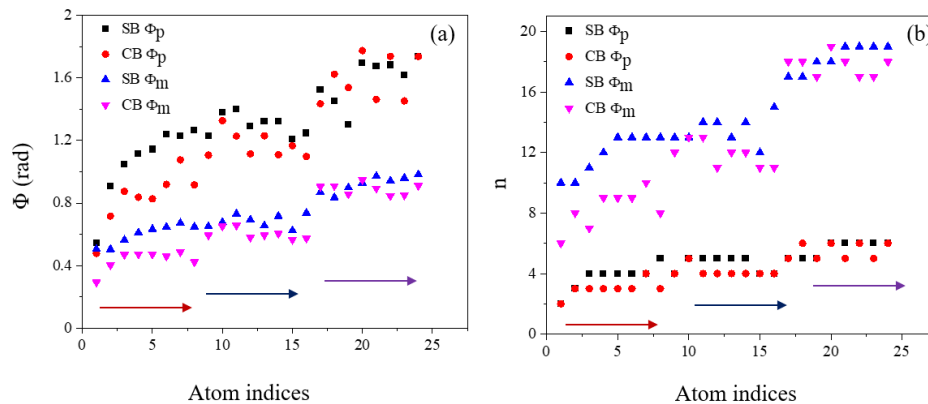 (a)
SB Φp
CB Φp
SB Φm
CB Φm
2
1.6
1.2
0.8
0.4
0
Φ (rad)
0 5 10 15 20 25
Atom indices
(b)
SB Φp
CB Φp
SB Φm
CB Φm
20
16
12
8
4
0
n
0 5 10 15 20 25
Atom indices